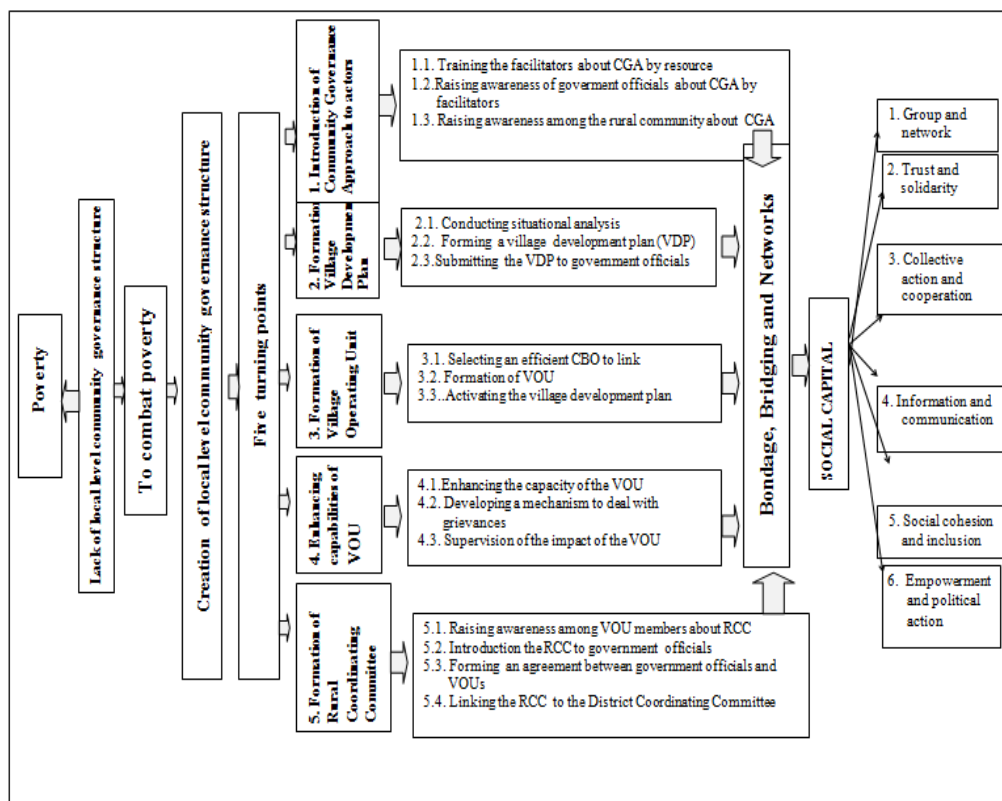 Poverty
Lack of local level community governance structure
To combat poverty
Creation of local level community governance structure
Five turning points
1. Introduction of
Community Governance
Approach to actors
2. Formation
Village
Development
Plan
3. Formation of
Village
Operating Unit
4. Enhancing
capabilities of
VOU
5. Formation of
Rural
Coordinating
Committee
1.1. Training the facilitators about CGA by resource
1.2.Raising awareness of goverment officials about CGA by
facilitators
1.3. Raising awareness among the rural community about CGA
2.1. Conducting situational analysis
2.2. Forming a village development plan (VDP)
2.3.Submitting the VDP to government officials
3.1. Selecting an efficient CBO to link
3.2. Formation of VOU
3.3..Activating the village development plan
4.1.Enhancing the capacity of the VOU
4.2. Developing a mechanism to deal with
grievances
4.3. Supervision of the impact of the VOU
5.1. Raising awareness among VOU members about RCC
5.2. Introduction the RCC to government officials
5.3. Forming an agreement between government officials and
VOUs
5.4. Linking the RCC to the District Coordinating Committee
Bondage, Bridging and Networks
SOCIAL CAPITAL
1. Group and
network
2. Trust and
solidarity
3. Collective
action and
cooperation
4. Information and
communication
5. Social cohesion
and inclusion
6. Empowerment
and political
action